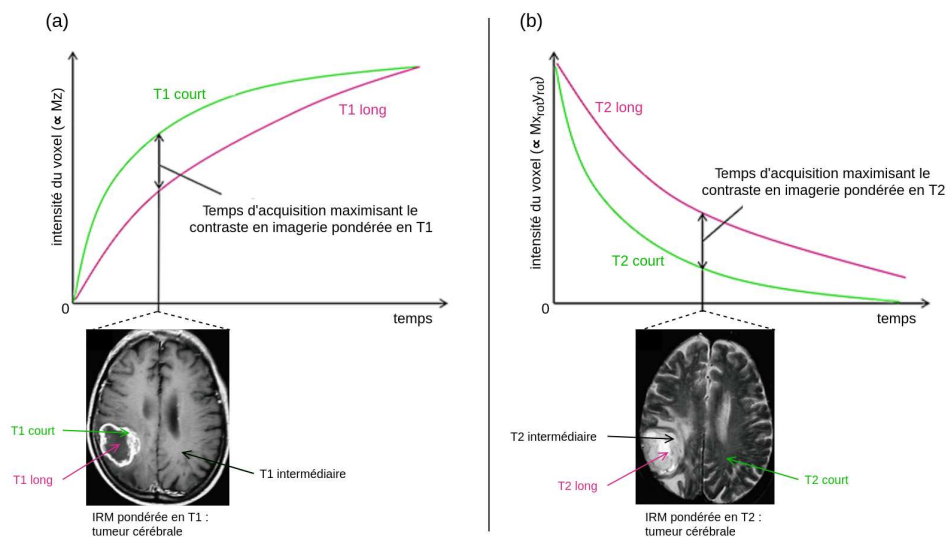 (a)
intensité du voxel (∝ Mz)
T1 court
T1 long
Temps d'acquisition maximisant le
contraste en imagerie pondérée en T1
0
temps
T1 court
T1 long
T1 intermédiaire
IRM pondérée en T1 :
tumeur cérébrale
(b)
intensité du voxel (∝ Mxrotyrot)
T2 long
Temps d'acquisition maximisant le
contraste en imagerie pondérée en T2
T2 court
0
temps
T2 intermédiaire
T2 long
T2 court
IRM pondérée en T2 :
tumeur cérébrale